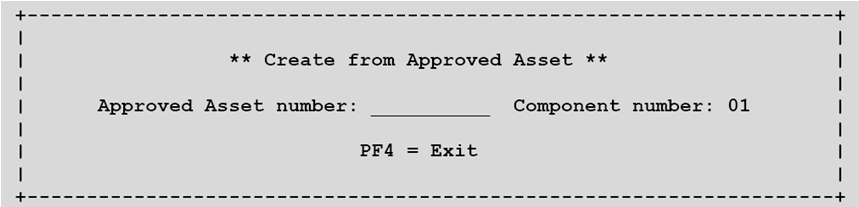 ** Create from Approved Asset **
Approved Asset number: __________ Component number: 01
PF4 = Exit